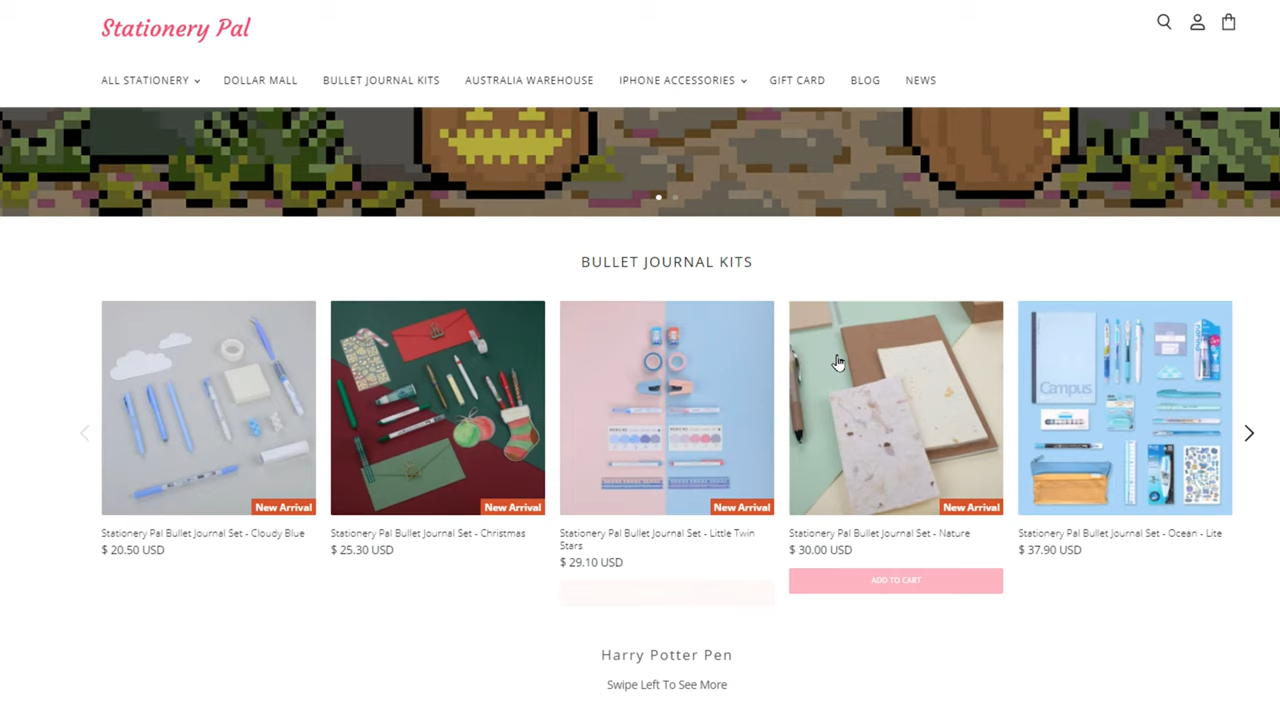 Stationery Pal
ALL STATIONERY
DOLLAR MALL
BULLET JOURNAL KITS
AUSTRALIA WAREHOUSE
IPHONE ACCESSORIES
GIFT CARD
BLOG
NEWS
BULLET JOURNAL KITS
Campus
New Arrival
New Arrival
New Arrival
New Arrival
Stationery Pal Bullet Journal Set - Cloudy Blue
$ 20.50 USD
Stationery Pal Bullet Journal Set - Christmas
$ 25.30 USD
Stationery Pal Bullet Journal Set - Little Twin
Stars
$ 29.10 USD
Stationery Pal Bullet Journal Set - Nature
$ 30.00 USD
ADD TO CART
Stationery Pal Bullet Journal Set - Ocean - Lite
$ 37.90 USD
Harry Potter Pen
Swipe Left To See More